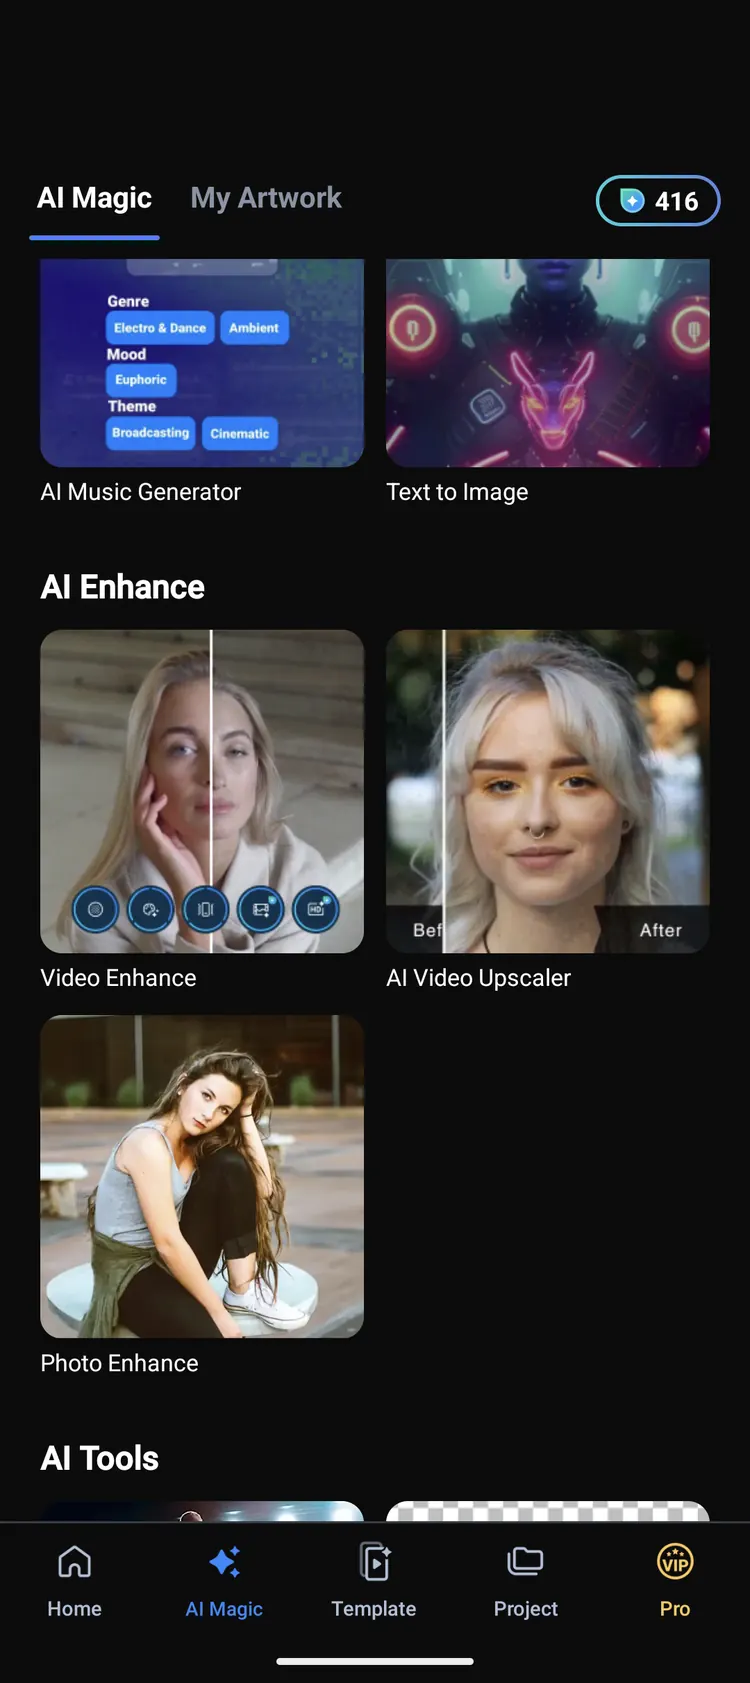 AI Magic
My Artwork
416
Genre
Electro & Dance
Ambient
Mood
Euphoric
Theme
Broadcasting
Cinematic
AI Music Generator
Text to Image
AI Enhance
HD
Bef
After
Video Enhance
AI Video Upscaler
Photo Enhance
AI Tools
Home
AI Magic
Template
Project
VIP
Pro